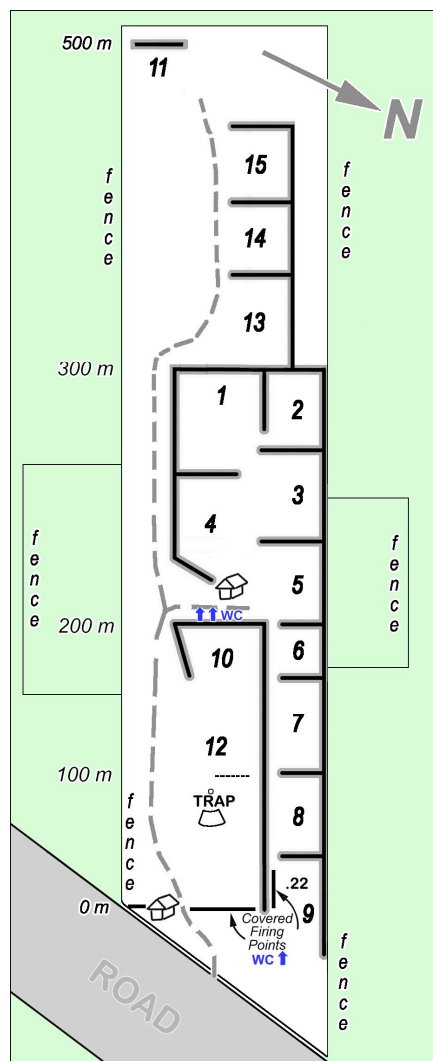 500 m
11
N
fence
fence
15
14
13
300 m
1
2
3
4
fence
fence
5
WC
200 m
6
10
7
12
100 m
TRAP
8
fence
.22
9
0 m
Covered
Firing
Points
WC
fence
ROAD